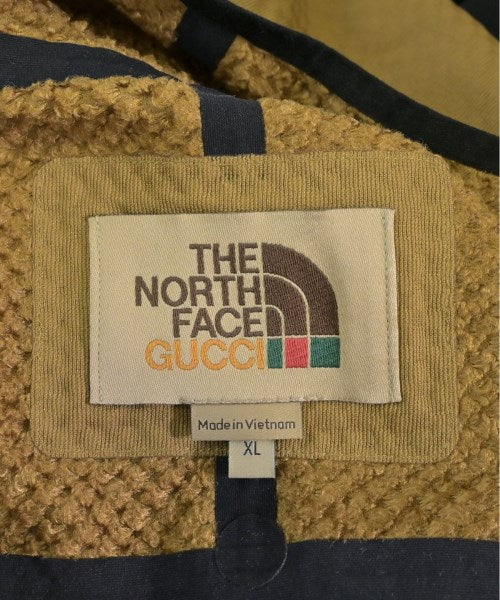 THE
NORTH
FACE
GUCCI
Made in Vietnam
XL